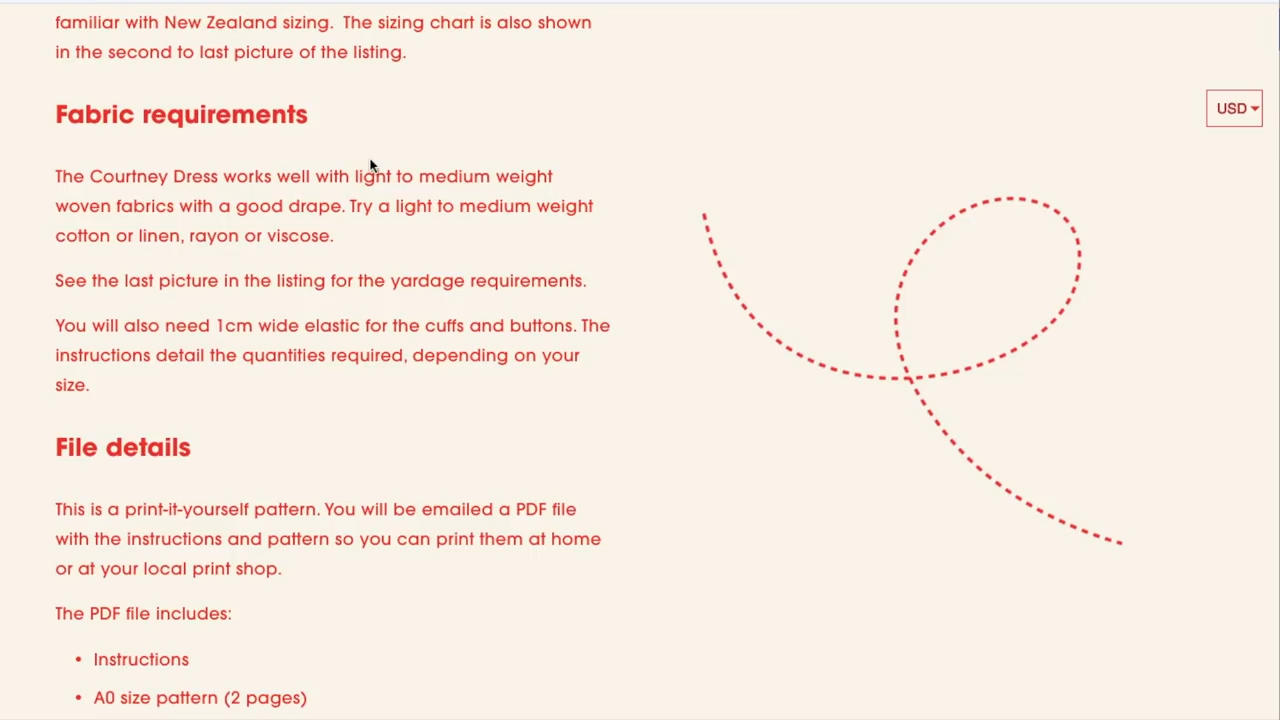 familiar with New Zealand sizing.  The sizing chart is also shown
in the second to last picture of the listing.
Fabric requirements
USD
The Courtney Dress works well with light to medium weight
woven fabrics with a good drape. Try a light to medium weight
cotton or linen, rayon or viscose.
See the last picture in the listing for the yardage requirements.
You will also need 1cm wide elastic for the cuffs and buttons. The
instructions detail the quantities required, depending on your
size.
File details
This is a print-it-yourself pattern. You will be emailed a PDF file
with the instructions and pattern so you can print them at home
or at your local print shop.
The PDF file includes:
• Instructions
• A0 size pattern (2 pages)